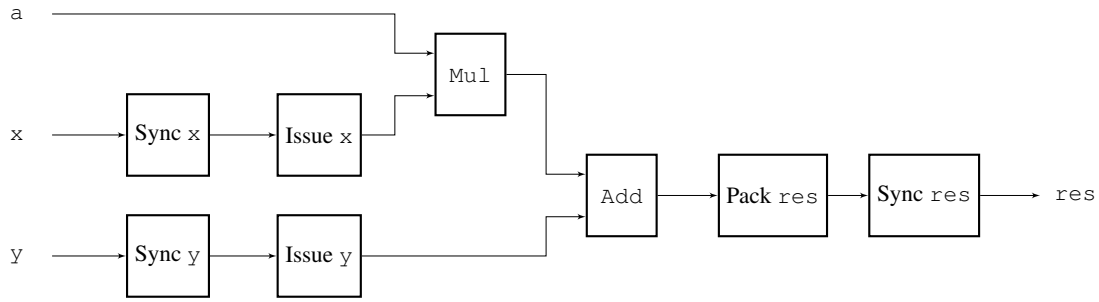 a
Mul
x
Sync x
Issue x
Add
Pack res
Sync res
res
y
Sync y
Issue y